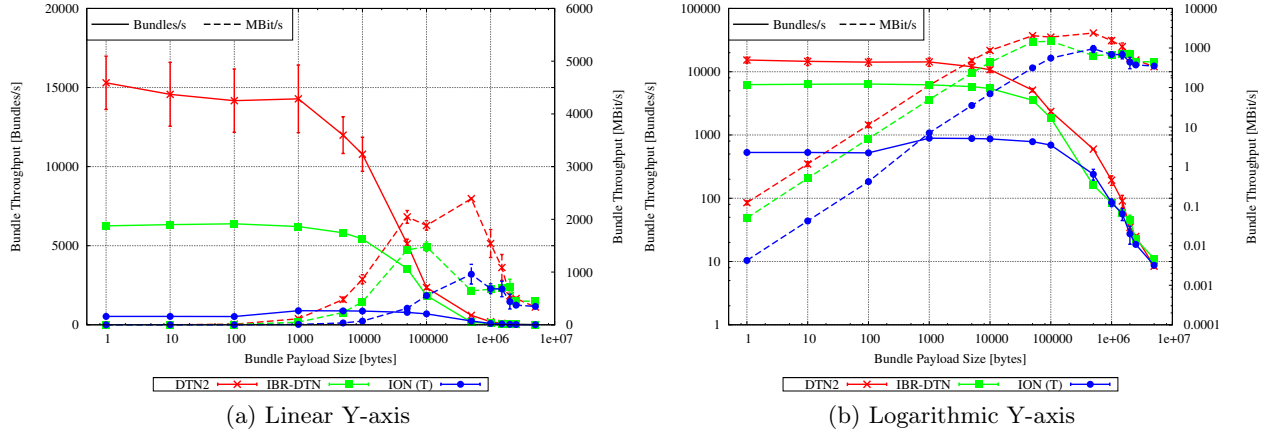 Bundles/s
MBit/s
20000
15000
10000
5000
0
6000
5000
4000
3000
2000
1000
0
Bundle Throughput [Bundles/s]
Bundle Throughput [MBit/s]
1
10
100
1000
10000
100000
1e+06
1e+07
Bundle Payload Size [bytes]
DTN2
IBR-DTN
ION (T)
(a) Linear Y-axis
Bundles/s
MBit/s
100000
10000
1000
100
10
1
10000
1000
100
10
1
0.1
0.01
0.001
0.0001
Bundle Throughput [Bundles/s]
Bundle Throughput [MBit/s]
1
10
100
1000
10000
100000
1e+06
1e+07
Bundle Payload Size [bytes]
DTN2
IBR-DTN
ION (T)
(b) Logarithmic Y-axis